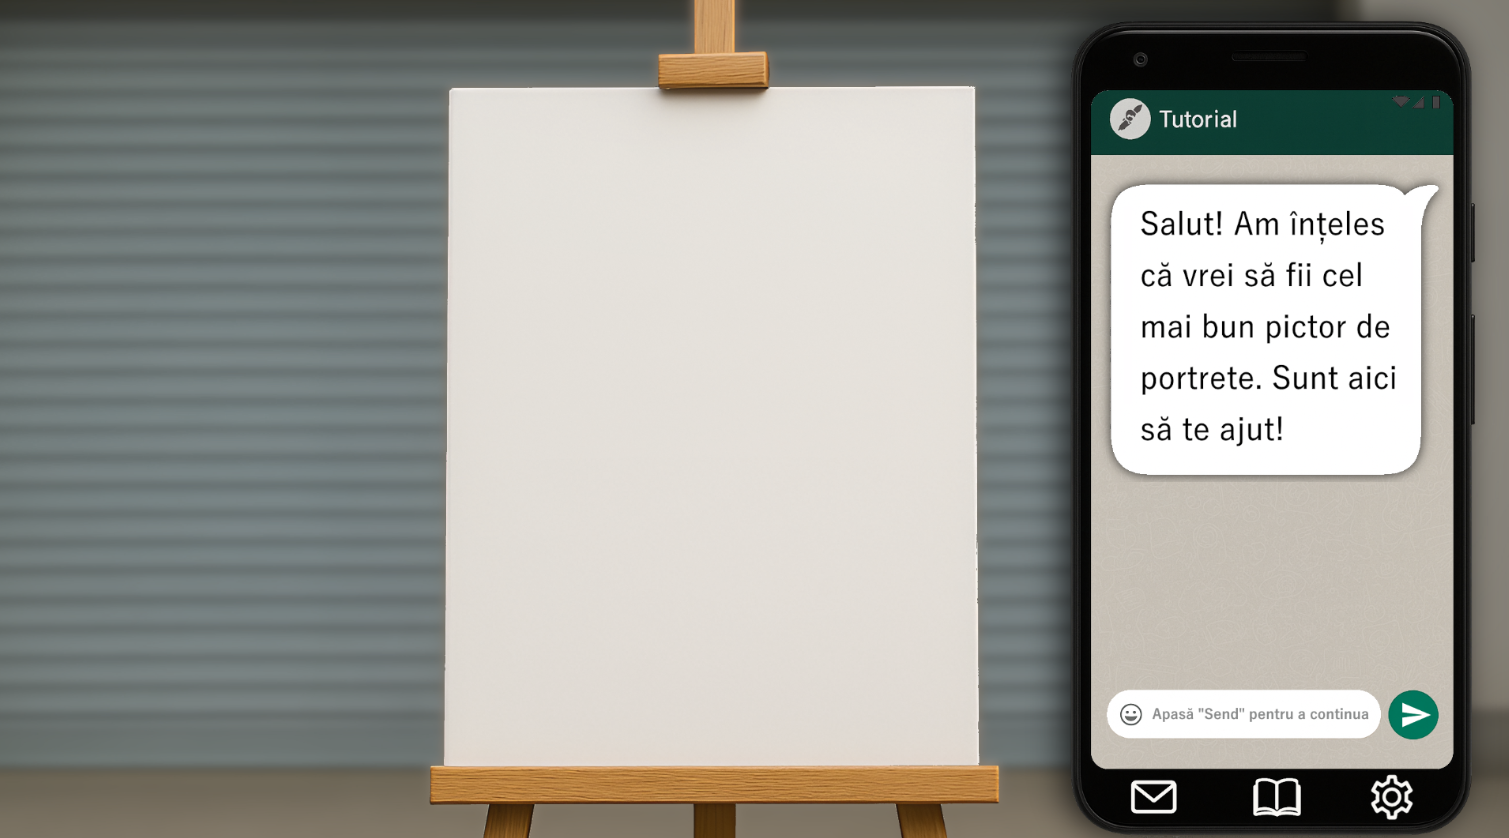 Tutorial
Salut! Am înțeles
că vrei să fii cel
mai bun pictor de
portrete. Sunt aici
să te ajut!
Apasă "Send" pentru a continua